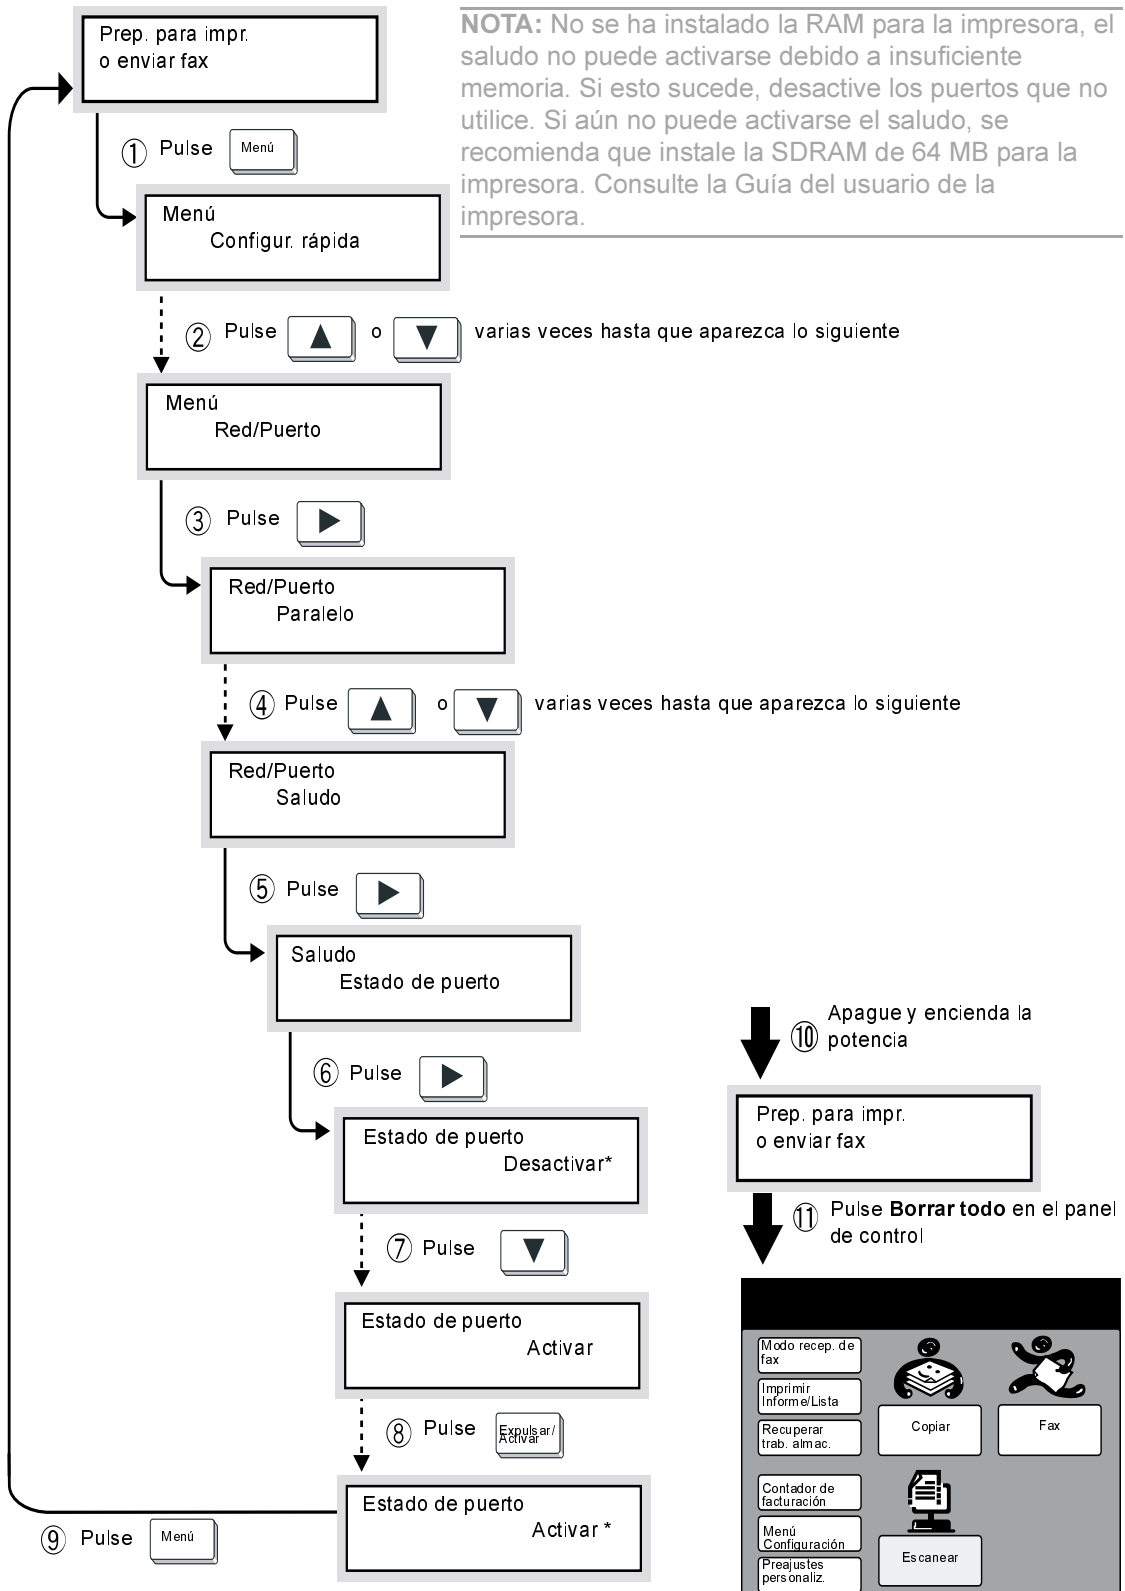 Prep. para impr.
o enviar fax
NOTA: No se ha instalado la RAM para la impresora, el
saludo no puede activarse debido a insuficiente
memoria. Si esto sucede, desactive los puertos que no
utilice. Si aún no puede activarse el saludo, se
recomienda que instale la SDRAM de 64 MB para la
impresora. Consulte la Guía del usuario de la
impresora.
① Pulse Menú
Menú
Configur. rápida
② Pulse ▲ o ▼ varias veces hasta que aparezca lo siguiente
Menú
Red/Puerto
③ Pulse ▶
Red/Puerto
Paralelo
④ Pulse ▲ o ▼ varias veces hasta que aparezca lo siguiente
Red/Puerto
Saludo
⑤ Pulse ▶
Saludo
Estado de puerto
⑥ Pulse ▶
Estado de puerto
Desactivar*
⑦ Pulse ▼
Estado de puerto
Activar
⑧ Pulse Expulsar/
Activar
Estado de puerto
Activar *
⑨ Pulse Menú
⑩ Apague y encienda la
potencia
Prep. para impr.
o enviar fax
⑪ Pulse Borrar todo en el panel
de control
Modo recep. de
fax
Imprimir
Informe/Lista
Recuperar
trab. almac.
Copiar
Fax
Contador de
facturación
Menú
Configuración
Preajustes
personaliz.
Escanear